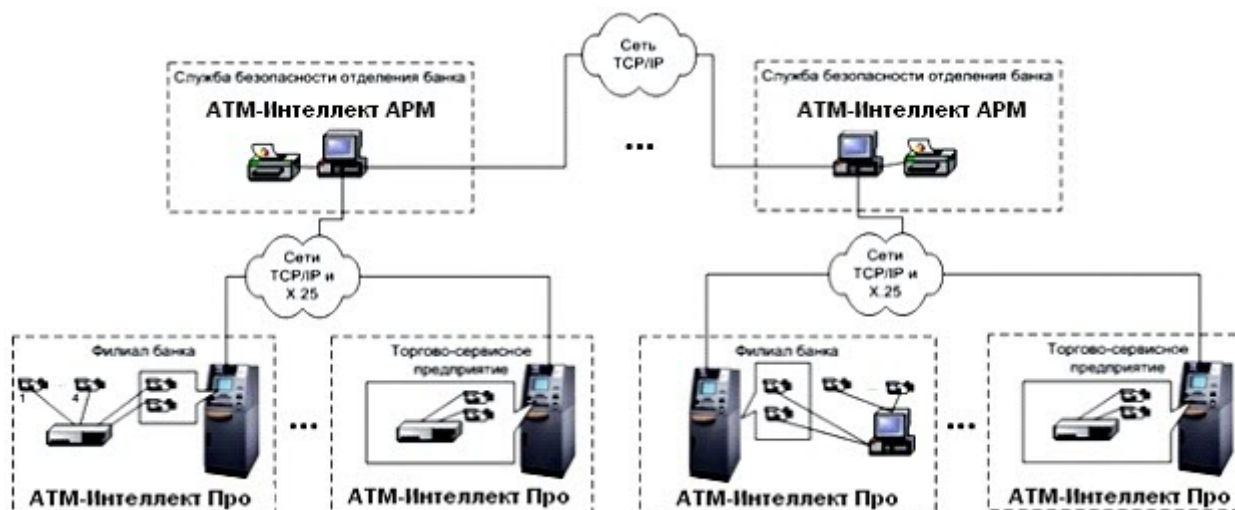 Сеть
TCP/IP
Служба безопасности отделения банка
АТМ-Интеллект АРМ
...
Служба безопасности отделения банка
АТМ-Интеллект АРМ
Сети
TCP/IP и
X.25
Сети
TCP/IP и
X.25
Филиал банка
1
...
4
...
АТМ-Интеллект Про
Торгово-сервисное
предприятие
АТМ-Интеллект Про
Филиал банка
...
АТМ-Интеллект Про
...
Торгово-сервисное
предприятие
АТМ-Интеллект Про